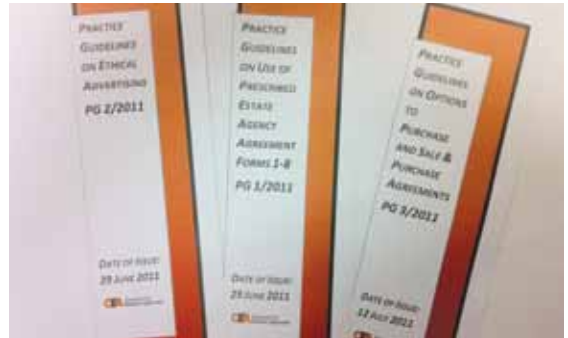 PRACTICE
GUIDELINES
ON ETHICAL
ADVERTISING
PG 2/2011
DATE OF ISSUE:
29 JUNE 2011
PRACTICE
GUIDELINES
ON USE OF
PRESCRIBED
ESTATE
AGENCY
AGREEMENT
FORMS 1-8
PG 1/2011
DATE OF ISSUE:
29 JUNE 2011
PRACTICE
GUIDELINES
ON OPTIONS
TO
PURCHASE
AND SALE &
PURCHASE
AGREEMENTS
PG 3/2011
DATE OF ISSUE:
12 JULY 2011